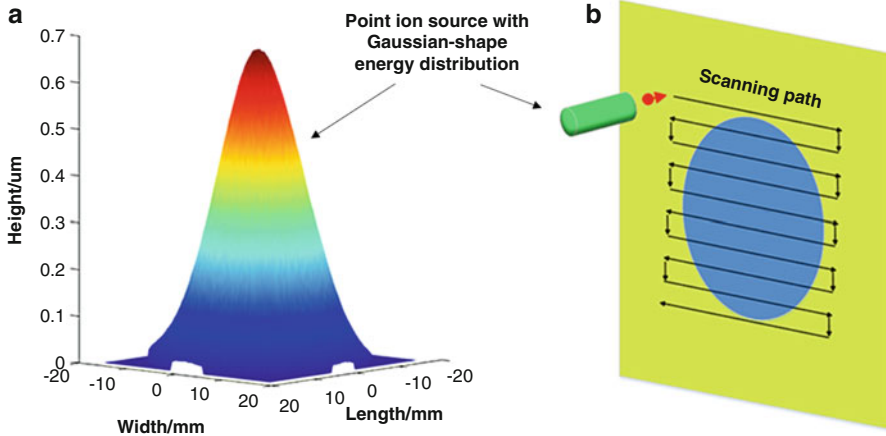 a
Point ion source with
Gaussian-shape
energy distribution
b
Scanning path
Height/um
0.7
0.6
0.5
0.4
0.3
0.2
0.1
0
-20
-10
0
10
20
Width/mm
20
10
0
-10
-20
Length/mm